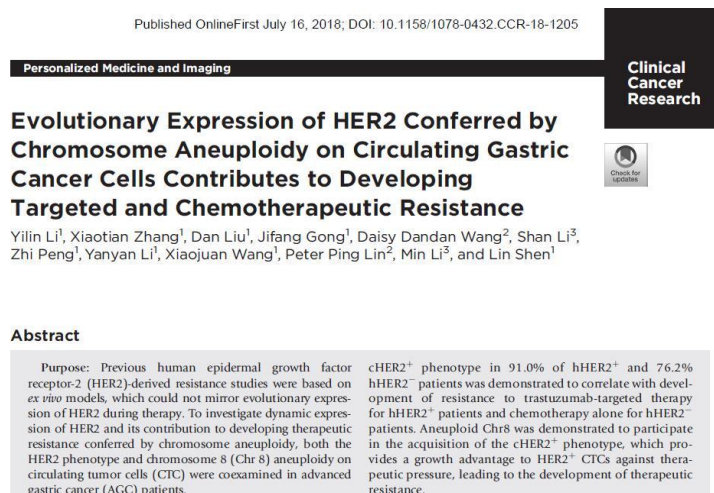 Published OnlineFirst July 16, 2018; DOI: 10.1158/1078-0432.CCR-18-1205
Personalized Medicine and Imaging
Clinical
Cancer
Research
Evolutionary Expression of HER2 Conferred by
Chromosome Aneuploidy on Circulating Gastric
Cancer Cells Contributes to Developing
Targeted and Chemotherapeutic Resistance
Check for
updates
Yilin Li¹, Xiaotian Zhang¹, Dan Liu¹, Jifang Gong¹, Daisy Dandan Wang², Shan Li³,
Zhi Peng¹, Yanyan Li¹, Xiaojuan Wang¹, Peter Ping Lin², Min Li³, and Lin Shen¹
Abstract
Purpose: Previous human epidermal growth factor
receptor-2 (HER2)-derived resistance studies were based on
ex vivo models, which could not mirror evolutionary expres-
sion of HER2 during therapy. To investigate dynamic expres-
sion of HER2 and its contribution to developing therapeutic
resistance conferred by chromosome aneuploidy, both the
HER2 phenotype and chromosome 8 (Chr 8) aneuploidy on
circulating tumor cells (CTC) were coexamined in advanced
gastric cancer (AGC) patients.
cHER2⁺ phenotype in 91.0% of hHER2⁺ and 76.2%
hHER2⁻ patients was demonstrated to correlate with devel-
opment of resistance to trastuzumab-targeted therapy
for hHER2⁺ patients and chemotherapy alone for hHER2⁻
patients. Aneuploid Chr8 was demonstrated to participate
in the acquisition of the cHER2⁺ phenotype, which pro-
vides a growth advantage to HER2⁺ CTCs against thera-
peutic pressure, leading to the development of therapeutic
resistance.